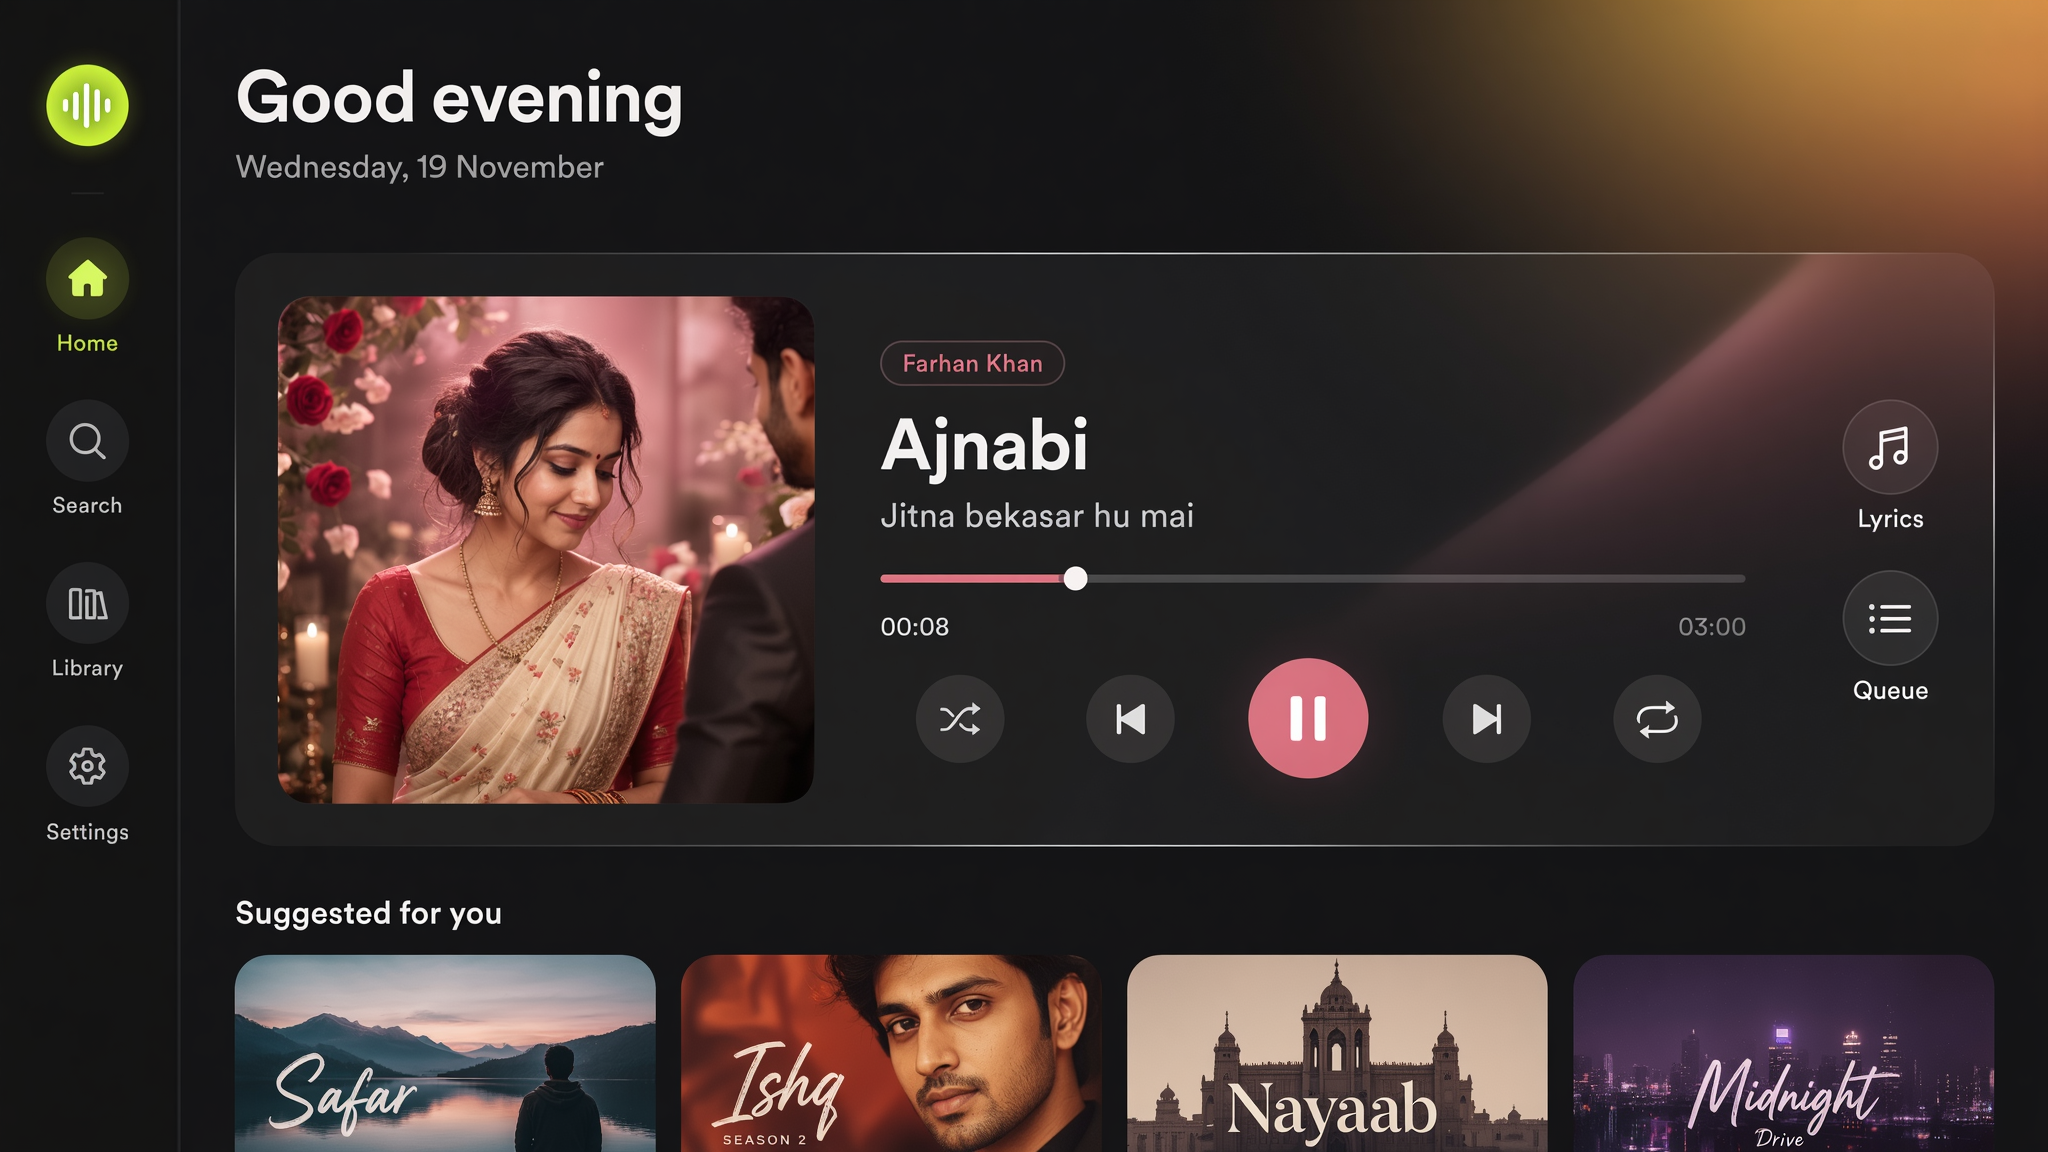 Good evening
Wednesday, 19 November
Home
Search
Library
Settings
Farhan Khan
Ajnabi
Jitna bekasar hu mai
00:08
03:00
Lyrics
Queue
Suggested for you
Safar
Ishq
SEASON 2
Nayaab
Midnight
Drive